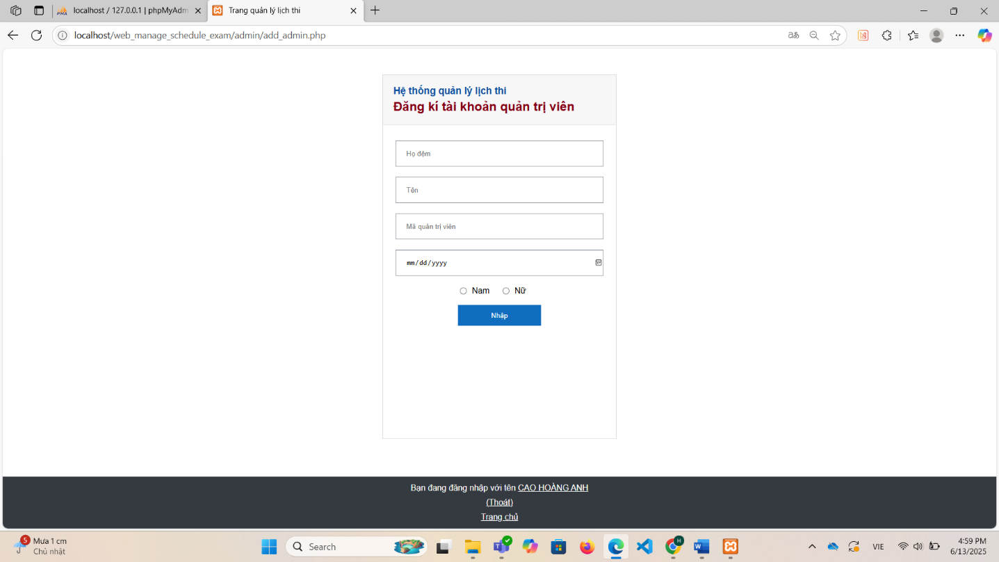 localhost / 127.0.0.1 | phpMyAdm
Trang quản lý lịch thi
localhost/web_manage_schedule_exam/admin/add_admin.php
Hệ thống quản lý lịch thi
Đăng kí tài khoản quản trị viên
Họ đệm
Tên
Mã quản trị viên
mm/dd/yyyy
Nam
Nữ
Nhập
Bạn đang đăng nhập với tên CAO HOÀNG ANH
(Thoát)
Trang chủ
5
Mưa 1 cm
Chủ nhật
Search
H
VIE
4:59 PM
6/13/2025